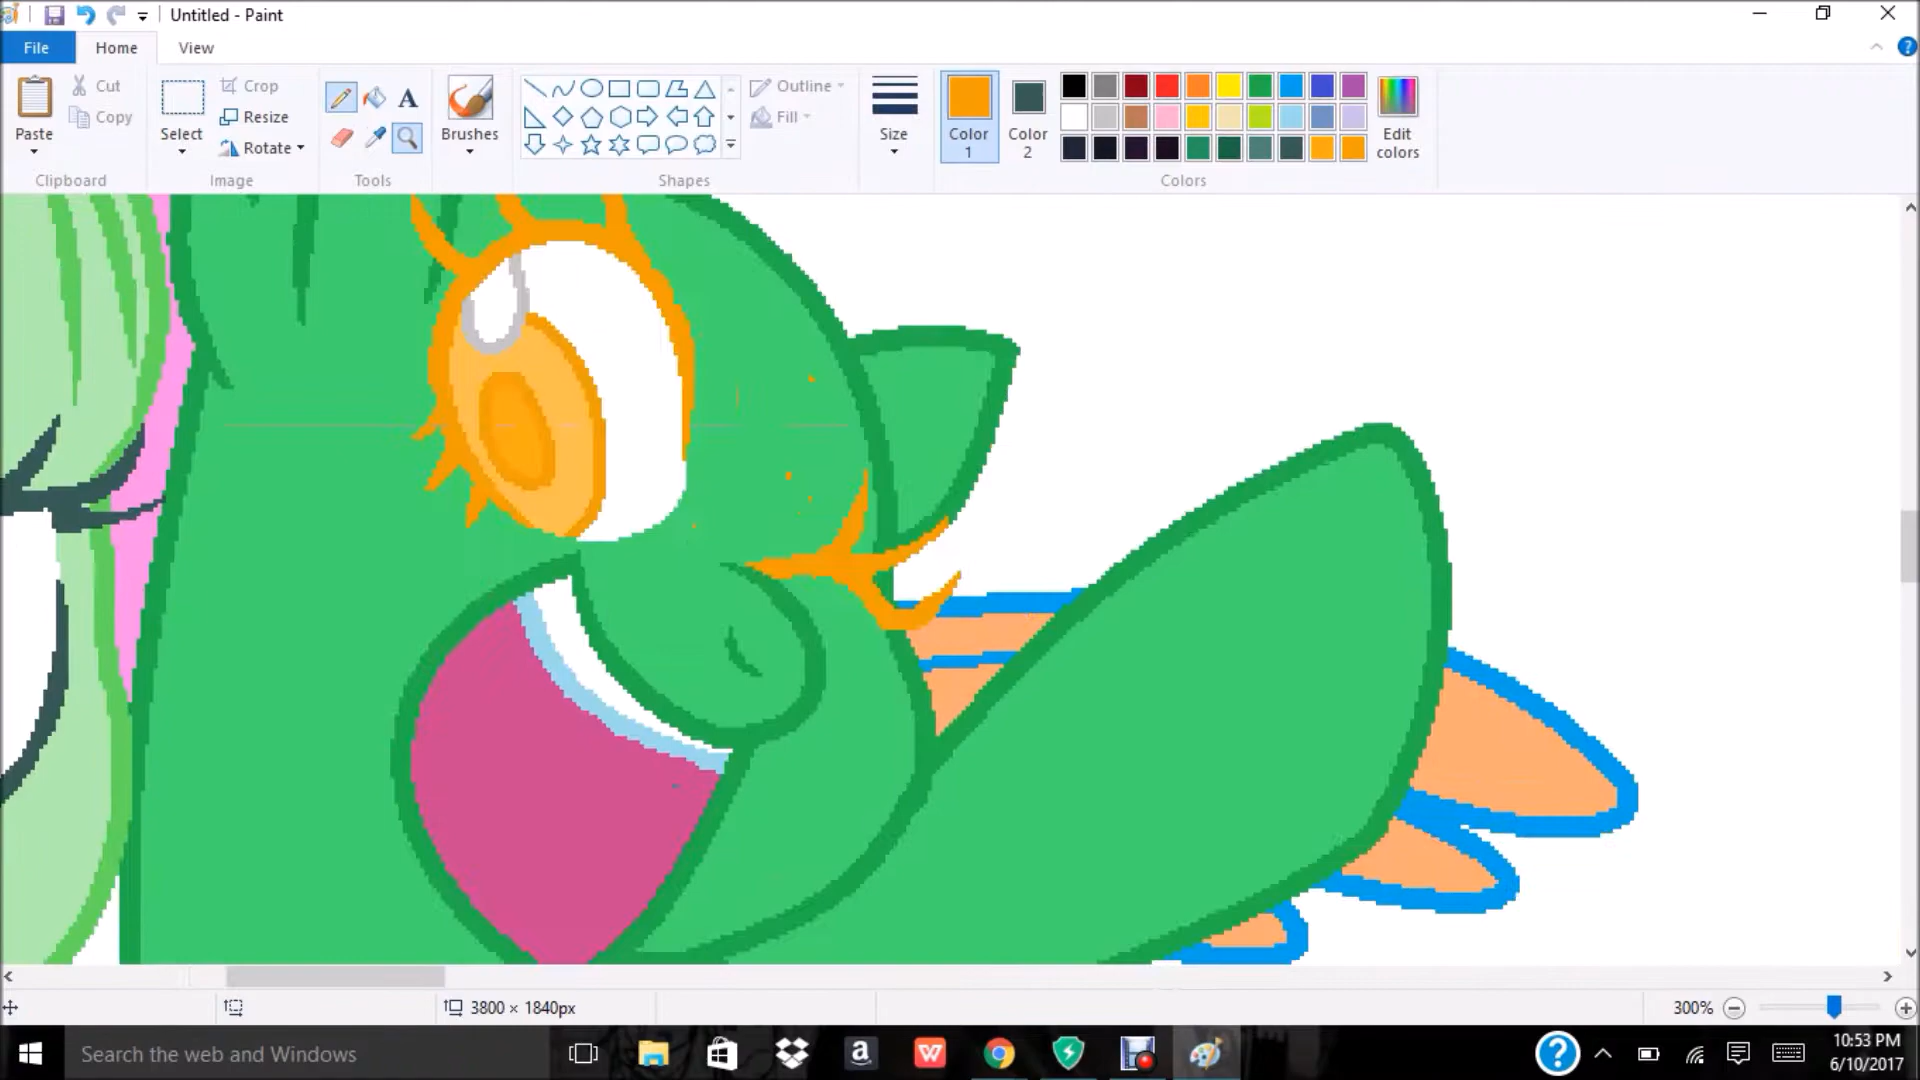 Untitled - Paint
File Home View
Paste Cut Copy Clipboard
Select Crop Resize Rotate Image
A Tools
Brushes
Outline Fill Shapes
Size
Color 1 Color 2 Edit colors Colors
3800 × 1840px 300%
Search the web and Windows
10:53 PM
6/10/2017